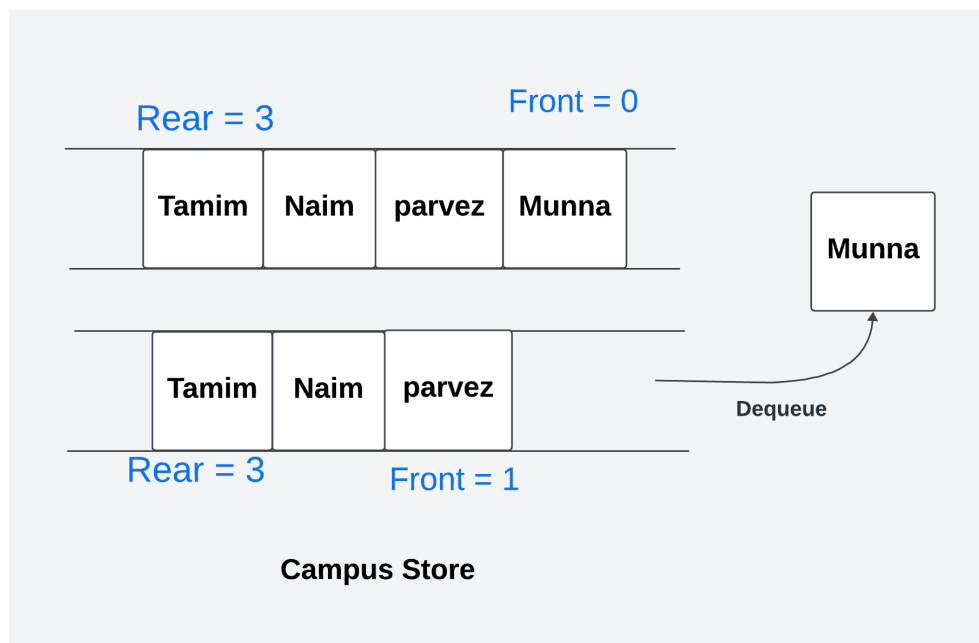 Rear = 3
Front = 0
Tamim Naim parvez Munna
Munna
Tamim Naim parvez
Dequeue
Rear = 3
Front = 1
Campus Store